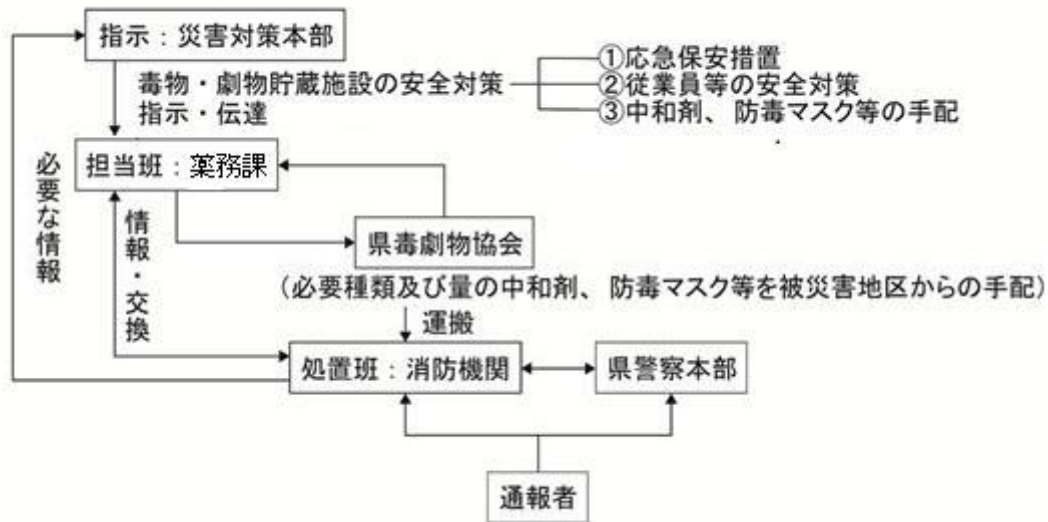 指示：災害対策本部
毒物・劇物貯蔵施設の安全対策
指示・伝達
①応急保安措置
②従業員等の安全対策
③中和剤、防毒マスク等の手配
担当班：薬務課
必要な情報
情報・交換
県毒劇物協会
（必要種類及び量の中和剤、防毒マスク等を被災害地区からの手配）
運搬
処置班：消防機関
県警察本部
通報者